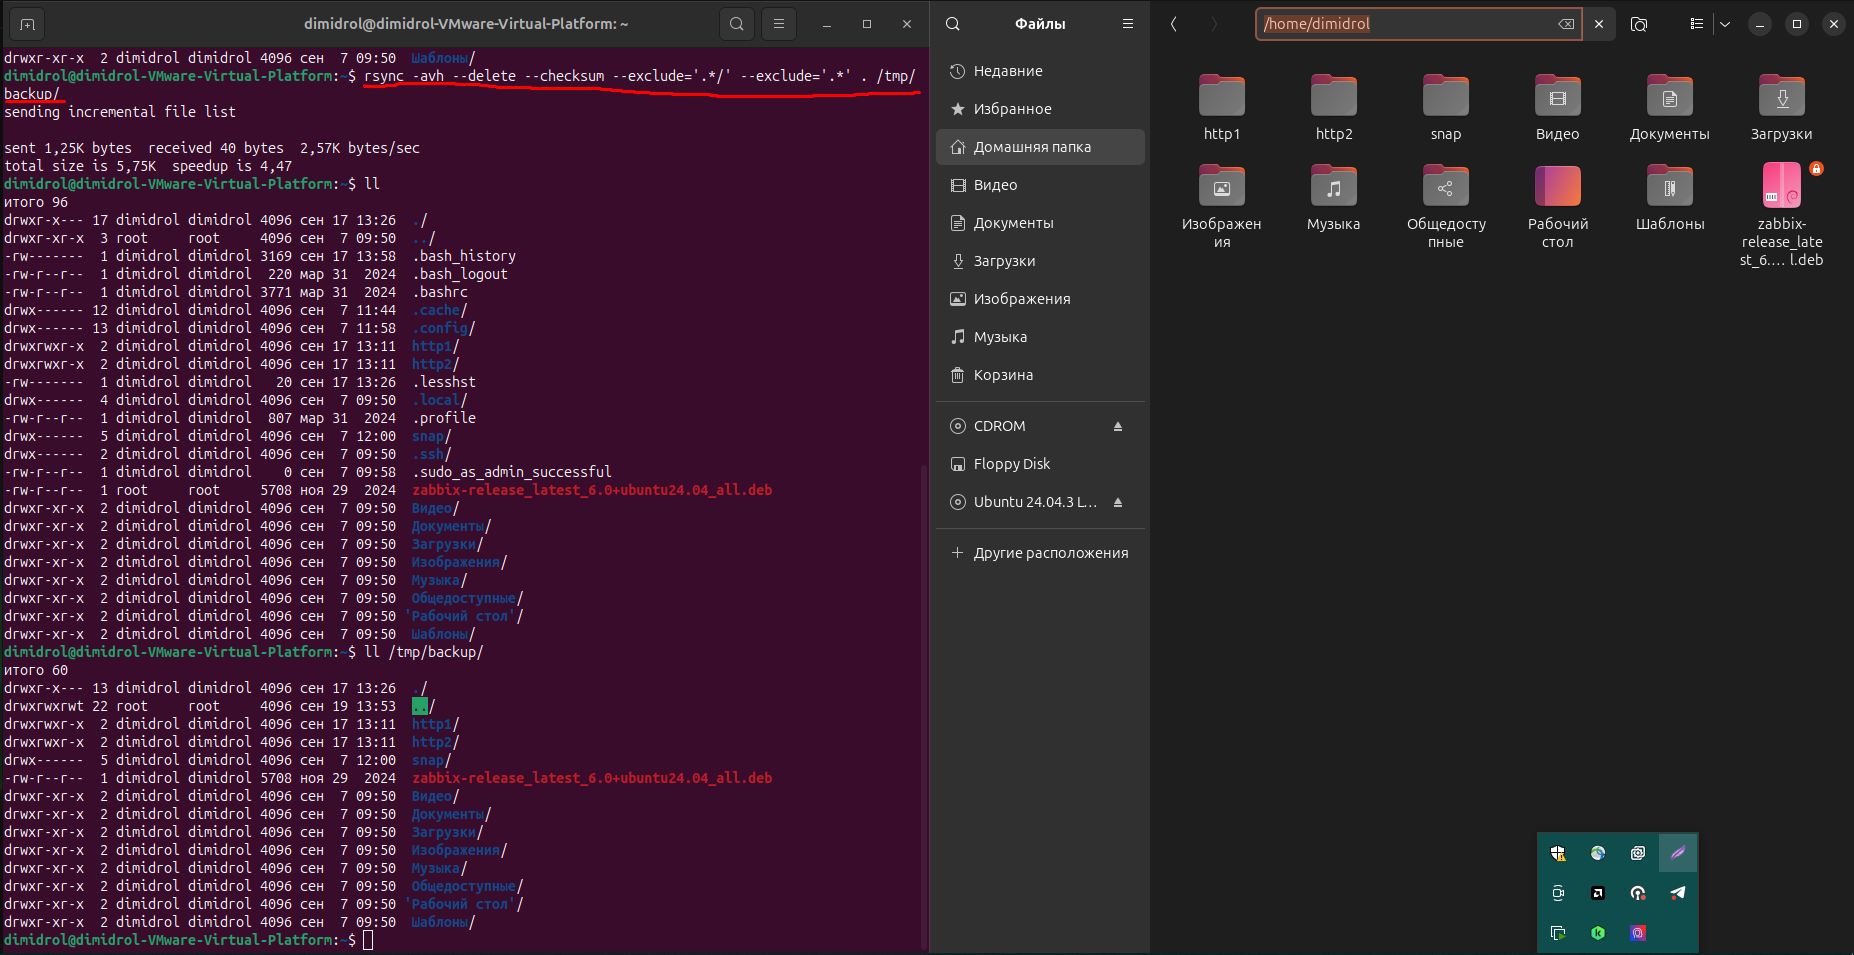 dimidrol@dimidrol-VMware-Virtual-Platform: ~
drwxr-xr-x  2 dimidrol dimidrol 4096 сен  7 09:50  Шаблоны/
dimidrol@dimidrol-VMware-Virtual-Platform:~$ rsync -avh --delete --checksum --exclude='.*/' --exclude='.*' . /tmp/
backup/
sending incremental file list
sent 1,25K bytes  received 40 bytes  2,57K bytes/sec
total size is 5,75K  speedup is 4,47
dimidrol@dimidrol-VMware-Virtual-Platform:~$ ll
итого 96
drwxr-x--- 17 dimidrol dimidrol 4096 сен 17 13:26  ./
drwxr-xr-x  3 root     root     4096 сен  7 09:50  ../
-rw-------  1 dimidrol dimidrol 3169 сен 17 13:58  .bash_history
-rw-r--r--  1 dimidrol dimidrol  220 мар 31  2024  .bash_logout
-rw-r--r--  1 dimidrol dimidrol 3771 мар 31  2024  .bashrc
drwx------ 12 dimidrol dimidrol 4096 сен  7 11:44  .cache/
drwx------ 13 dimidrol dimidrol 4096 сен  7 11:58  .config/
drwxrwxr-x  2 dimidrol dimidrol 4096 сен 17 13:11  http1/
drwxrwxr-x  2 dimidrol dimidrol 4096 сен 17 13:11  http2/
-rw-------  1 dimidrol dimidrol   20 сен 17 13:26  .lesshst
drwx------  4 dimidrol dimidrol 4096 сен  7 09:50  .local/
-rw-r--r--  1 dimidrol dimidrol  807 мар 31  2024  .profile
drwx------  5 dimidrol dimidrol 4096 сен  7 12:00  snap/
drwx------  2 dimidrol dimidrol 4096 сен  7 09:50  .ssh/
-rw-r--r--  1 dimidrol dimidrol    0 сен  7 09:58  .sudo_as_admin_successful
-rw-r--r--  1 root     root     5708 ноя 29  2024  zabbix-release_latest_6.0+ubuntu24.04_all.deb
drwxr-xr-x  2 dimidrol dimidrol 4096 сен  7 09:50  Видео/
drwxr-xr-x  2 dimidrol dimidrol 4096 сен  7 09:50  Документы/
drwxr-xr-x  2 dimidrol dimidrol 4096 сен  7 09:50  Загрузки/
drwxr-xr-x  2 dimidrol dimidrol 4096 сен  7 09:50  Изображения/
drwxr-xr-x  2 dimidrol dimidrol 4096 сен  7 09:50  Музыка/
drwxr-xr-x  2 dimidrol dimidrol 4096 сен  7 09:50  Общедоступные/
drwxr-xr-x  2 dimidrol dimidrol 4096 сен  7 09:50 'Рабочий стол'/
drwxr-xr-x  2 dimidrol dimidrol 4096 сен  7 09:50  Шаблоны/
dimidrol@dimidrol-VMware-Virtual-Platform:~$ ll /tmp/backup/
итого 60
drwxr-x--- 13 dimidrol dimidrol 4096 сен 17 13:26  ./
drwxrwxrwt 22 root     root     4096 сен 19 13:53  ../
drwxrwxr-x  2 dimidrol dimidrol 4096 сен 17 13:11  http1/
drwxrwxr-x  2 dimidrol dimidrol 4096 сен 17 13:11  http2/
drwx------  5 dimidrol dimidrol 4096 сен  7 12:00  snap/
-rw-r--r--  1 dimidrol dimidrol 5708 ноя 29  2024  zabbix-release_latest_6.0+ubuntu24.04_all.deb
drwxr-xr-x  2 dimidrol dimidrol 4096 сен  7 09:50  Видео/
drwxr-xr-x  2 dimidrol dimidrol 4096 сен  7 09:50  Документы/
drwxr-xr-x  2 dimidrol dimidrol 4096 сен  7 09:50  Загрузки/
drwxr-xr-x  2 dimidrol dimidrol 4096 сен  7 09:50  Изображения/
drwxr-xr-x  2 dimidrol dimidrol 4096 сен  7 09:50  Музыка/
drwxr-xr-x  2 dimidrol dimidrol 4096 сен  7 09:50  Общедоступные/
drwxr-xr-x  2 dimidrol dimidrol 4096 сен  7 09:50 'Рабочий стол'/
drwxr-xr-x  2 dimidrol dimidrol 4096 сен  7 09:50  Шаблоны/
dimidrol@dimidrol-VMware-Virtual-Platform:~$
Файлы
Недавние
Избранное
Домашняя папка
Видео
Документы
Загрузки
Изображения
Музыка
Корзина
CDROM
Floppy Disk
Ubuntu 24.04.3 L...
Другие расположения
/home/dimidrol
http1
http2
snap
Видео
Документы
Загрузки
Изображен
ия
Музыка
Общедосту
пные
Рабочий
стол
Шаблоны
zabbix-
release_late
st_6.... l.deb